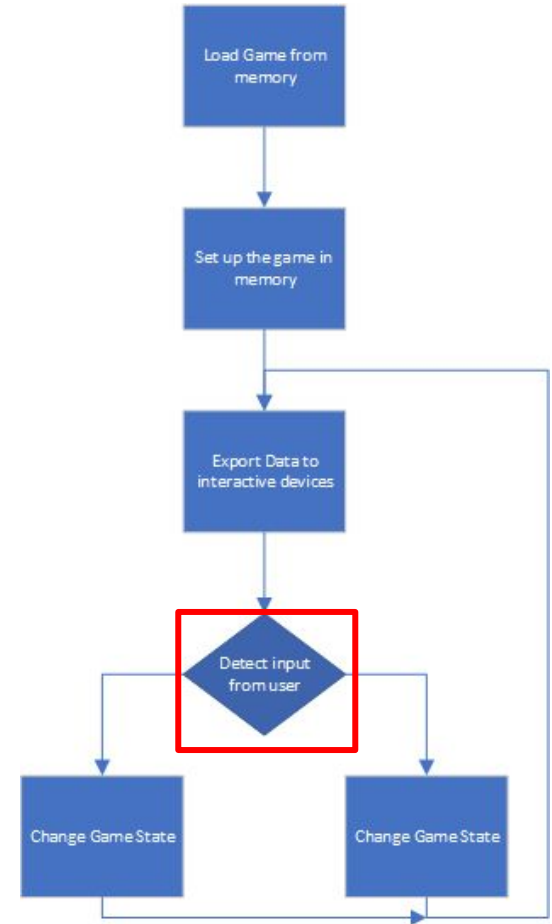 Load Game from
memory
Set up the game in
memory
Export Data to
interactive devices
Detect input
from user
Change Game State
Change Game State